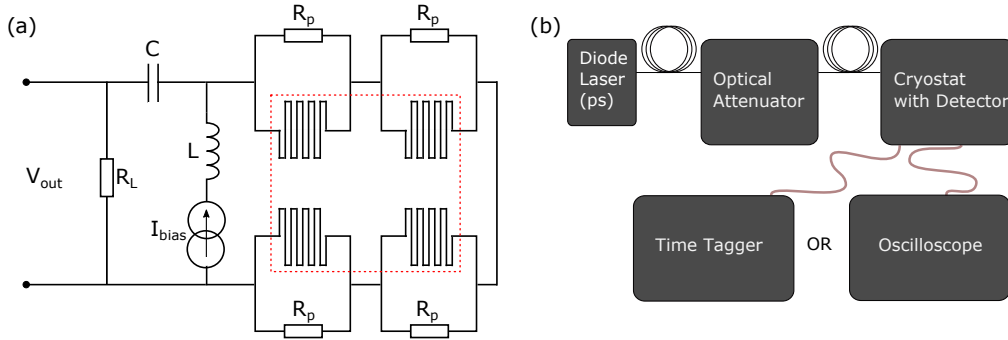 (a)
R_p
R_p
C
L
V_out
R_L
I_bias
R_p
R_p
(b)
Diode
Laser
(ps)
Optical
Attenuator
Cryostat
with Detector
Time Tagger
OR
Oscilloscope